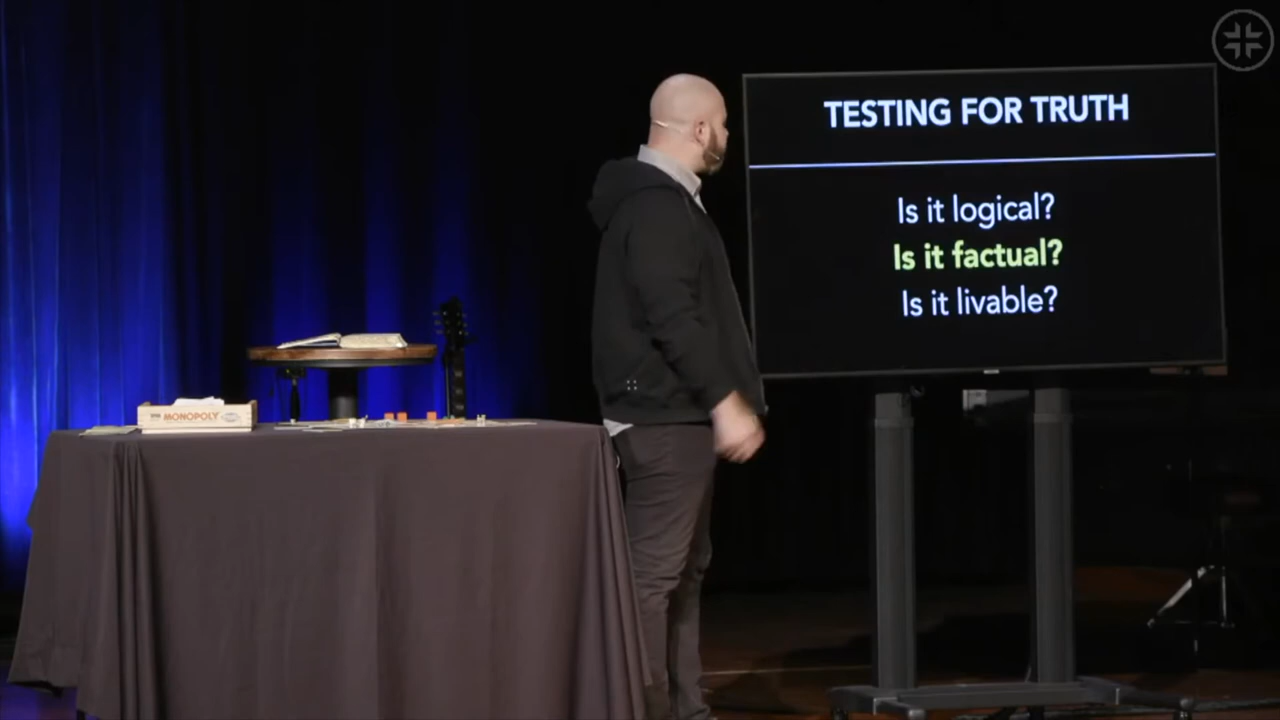 TESTING FOR TRUTH
Is it logical?
Is it factual?
Is it livable?
MONOPOLY